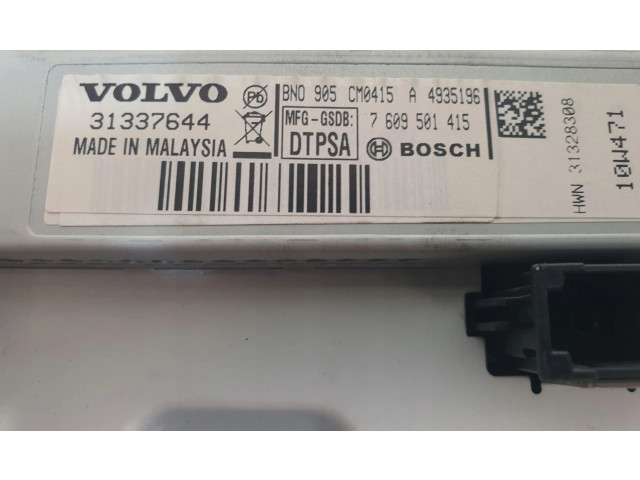 VOLVO
31337644
MADE IN MALAYSIA
Pb
BNO 905 CM0415 A 4935196
MFG-GSDB:
DTPSA
7 609 501 415
BOSCH
HWN 31328308
10W471